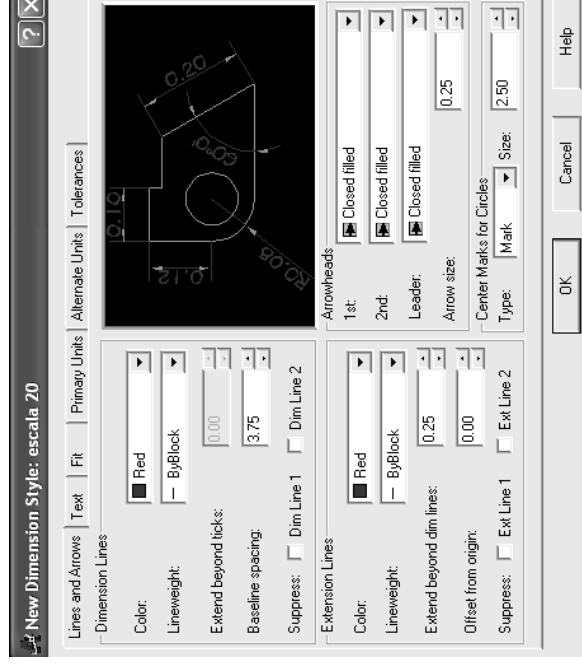 New Dimension Style: escala 20
Lines and Arrows Text Fit Primary Units Alternate Units Tolerances
Dimension Lines
Color: Red
Lineweight: ByBlock
Extend beyond ticks: 0.00
Baseline spacing: 3.75
Suppress: Dim Line 1 Dim Line 2
Extension Lines
Color: Red
Lineweight: ByBlock
Extend beyond dim lines: 0.25
Offset from origin: 0.00
Suppress: Ext Line 1 Ext Line 2
0.10
0.20
0.12
60°0'
R0.08
Arrowheads
1st: Closed filled
2nd: Closed filled
Leader: Closed filled
Arrow size: 0.25
Center Marks for Circles
Type: Mark Size: 2.50
OK Cancel Help